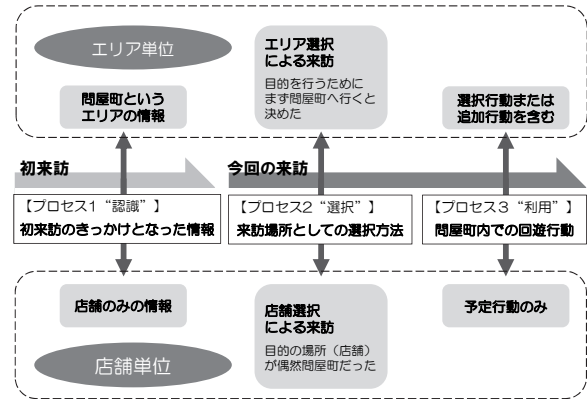 エリア単位
エリア選択
による来訪
目的を行うために
まず問屋町へ行くと
決めた
問屋町という
エリアの情報
選択行動または
追加行動を含む
初来訪
今回の来訪
【プロセス1“認識”】
初来訪のきっかけとなった情報
【プロセス2“選択”】
来訪場所としての選択方法
【プロセス3“利用”】
問屋町内での回遊行動
店舗のみの情報
店舗選択
による来訪
目的の場所（店舗）
が偶然問屋町だった
予定行動のみ
店舗単位